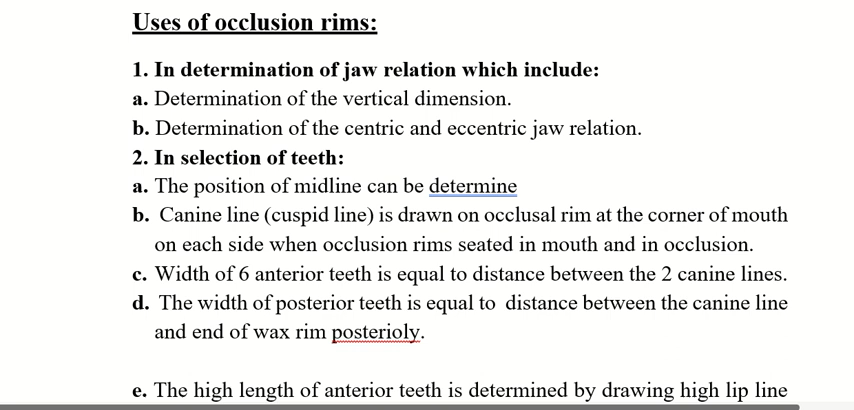 Uses of occlusion rims:
1. In determination of jaw relation which include:
a. Determination of the vertical dimension.
b. Determination of the centric and eccentric jaw relation.
2. In selection of teeth:
a. The position of midline can be determine
b. Canine line (cuspid line) is drawn on occlusal rim at the corner of mouth
on each side when occlusion rims seated in mouth and in occlusion.
c. Width of 6 anterior teeth is equal to distance between the 2 canine lines.
d. The width of posterior teeth is equal to distance between the canine line
and end of wax rim posterioly.
e. The high length of anterior teeth is determined by drawing high lip line